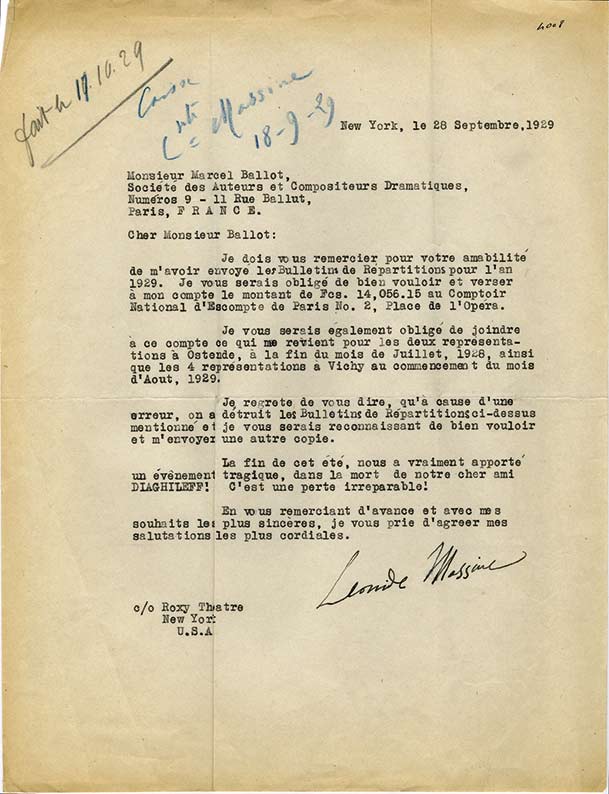 4008
fait le 17.10.29
Caisse
Cpte Massine
18-9-29
New York, le 28 Septembre,1929
Monsieur Marcel Ballot,
Societé des Auteurs et Compositeurs Dramatiques,
Numéros 9 - 11 Rue Ballut,
Paris, F R A N C E.
Cher Monsieur Ballot:
Je dois vous remercier pour votre amabilité
de m'avoir envoye les Bulletins de Répartitions pour l'an
1929. Je vous serais obligé de bien vouloir et verser
à mon compte le montant de Fcs. 14,056.15 au Comptoir
National d'Escompte de Paris No. 2, Place de l'Opera.
Je vous serais également obligé de joindre
à ce compte ce qui me revient pour les deux representa-
tions à Ostende, à la fin du mois de Juillet, 1928, ainsi
que les 4 représentations à Vichy au commencement du mois
d'Aout, 1929.
Je regrete de vous dire, qu'à cause d'une
erreur, on a détruit les Bulletins de Répartitions ci-dessus
mentionné et je vous serais reconnaissant de bien vouloir
et m'envoyer une autre copie.
La fin de cet été, nous a vraiment apporté
un évênement tragique, dans la mort de notre cher ami
DIAGHILEFF! C'est une perte irreparable!
En vous remerciant d'avance et avec mes
souhaits les plus sincères, je vous prie d'agreer mes
salutations les plus cordiales.
Leonide Massine
c/o Roxy Theatre
New York
U.S.A